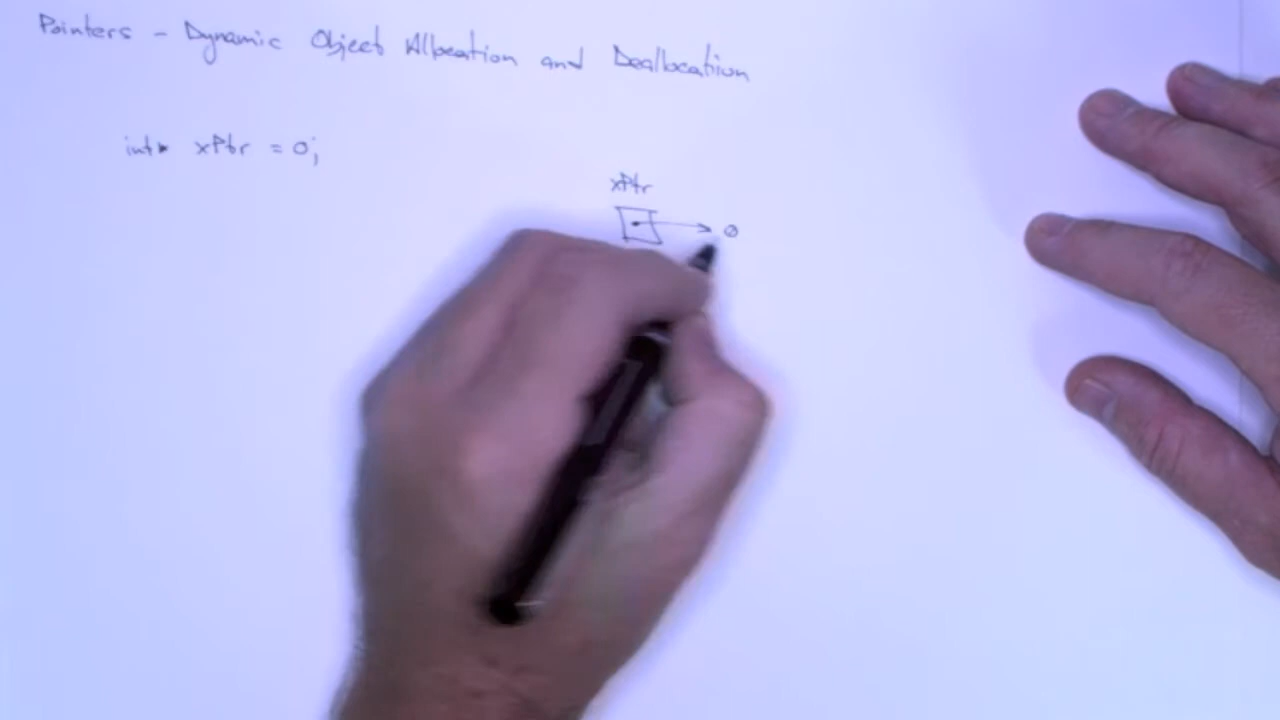 Pointers - Dynamic Object Allocation and Deallocation
int* xPtr = 0;
xPtr
0